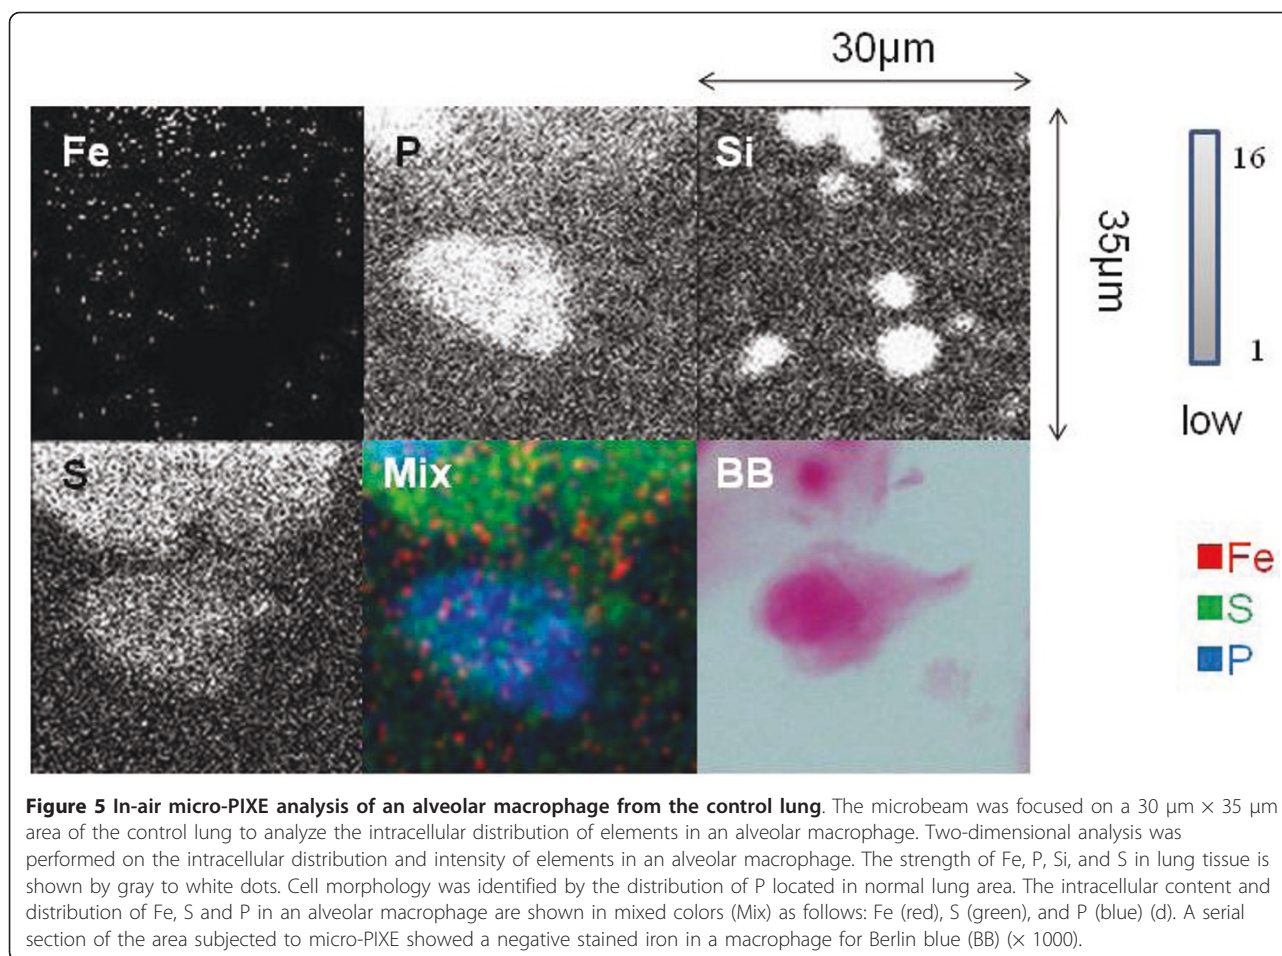 30µm
Fe
P
Si
35µm
16
1
low
S
Mix
BB
Fe
S
P
Figure 5 In-air micro-PIXE analysis of an alveolar macrophage from the control lung. The microbeam was focused on a 30 μm × 35 μm
area of the control lung to analyze the intracellular distribution of elements in an alveolar macrophage. Two-dimensional analysis was
performed on the intracellular distribution and intensity of elements in an alveolar macrophage. The strength of Fe, P, Si, and S in lung tissue is
shown by gray to white dots. Cell morphology was identified by the distribution of P located in normal lung area. The intracellular content and
distribution of Fe, S and P in an alveolar macrophage are shown in mixed colors (Mix) as follows: Fe (red), S (green), and P (blue) (d). A serial
section of the area subjected to micro-PIXE showed a negative stained iron in a macrophage for Berlin blue (BB) (× 1000).